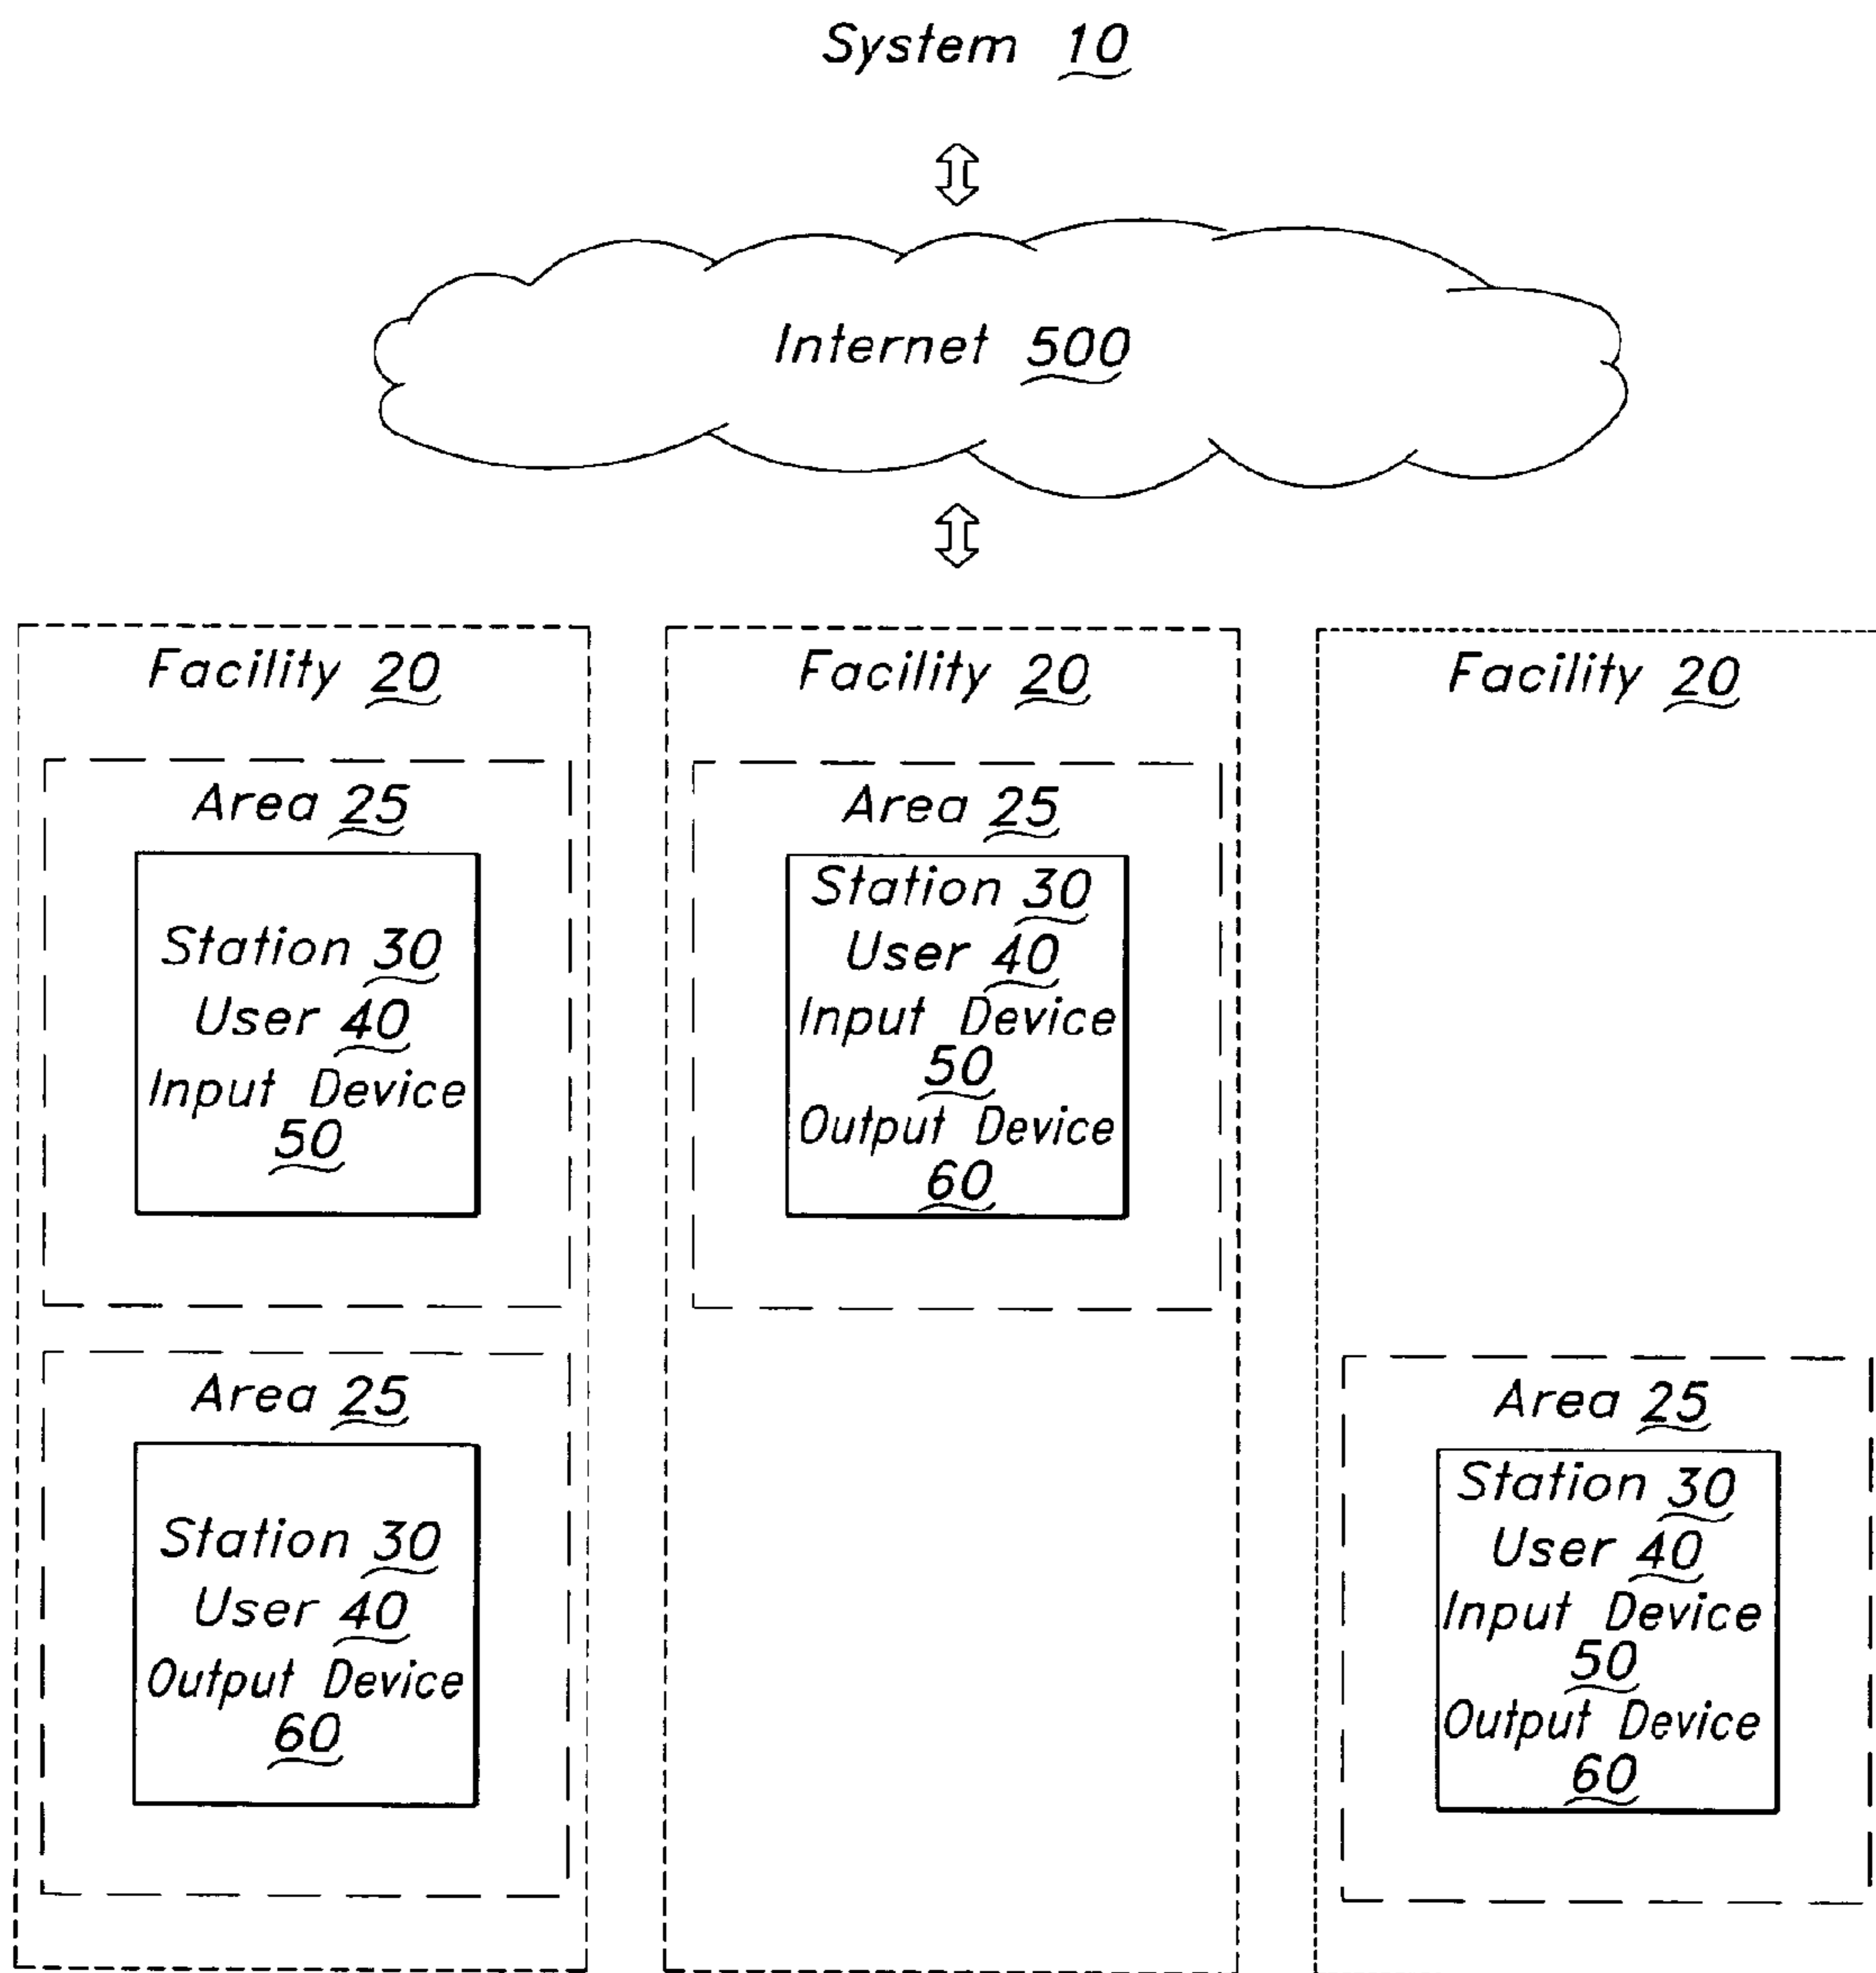 System 10
Internet 500
Facility 20
Area 25
Station 30
User 40
Input Device
50
Area 25
Station 30
User 40
Output Device
60
Facility 20
Area 25
Station 30
User 40
Input Device
50
Output Device
60
Facility 20
Area 25
Station 30
User 40
Input Device
50
Output Device
60